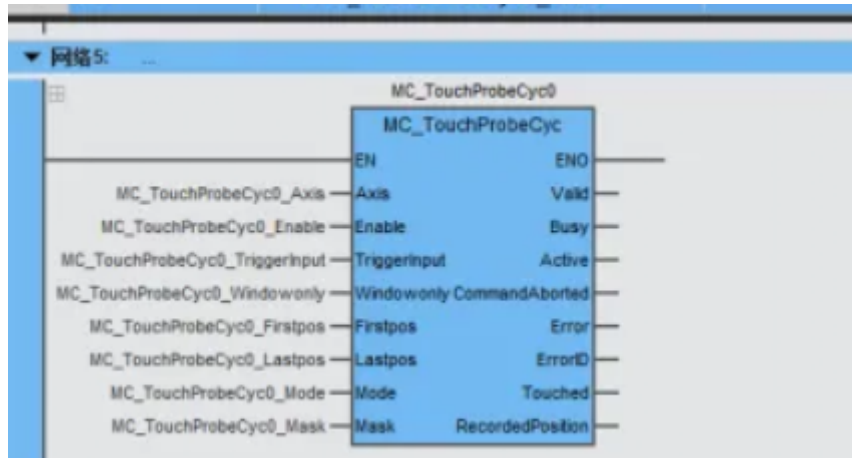 网络5: ...
MC_TouchProbeCyc0
MC_TouchProbeCyc
EN ENO
MC_TouchProbeCyc0_Axis Axis Valid
MC_TouchProbeCyc0_Enable Enable Busy
MC_TouchProbeCyc0_TriggerInput TriggerInput Active
MC_TouchProbeCyc0_Windowonly Windowonly CommandAborted
MC_TouchProbeCyc0_Firstpos Firstpos Error
MC_TouchProbeCyc0_Lastpos Lastpos ErrorID
MC_TouchProbeCyc0_Mode Mode Touched
MC_TouchProbeCyc0_Mask Mask RecordedPosition